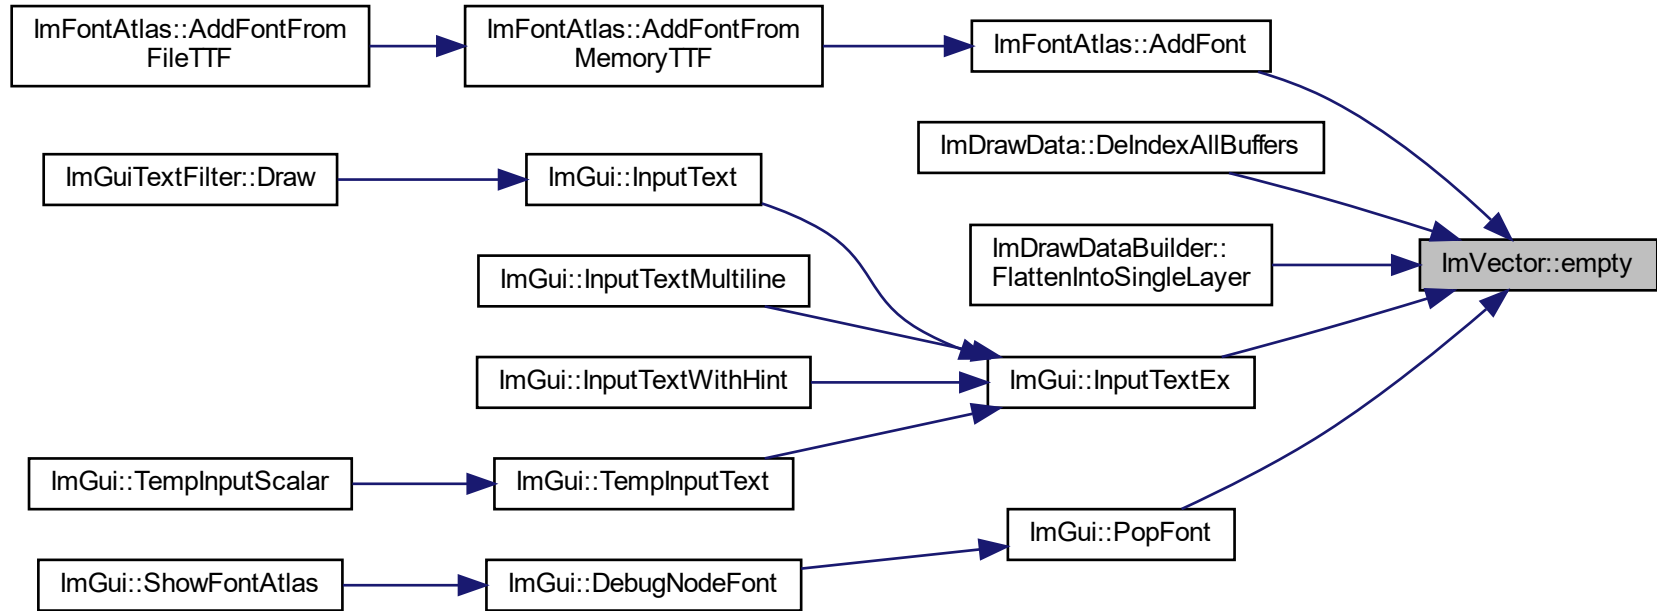 ImFontAtlas::AddFontFrom
FileTTF
ImFontAtlas::AddFontFrom
MemoryTTF
ImFontAtlas::AddFont
ImDrawData::DeIndexAllBuffers
ImGuiTextFilter::Draw
ImGui::InputText
ImDrawDataBuilder::
FlattenIntoSingleLayer
ImVector::empty
ImGui::InputTextMultiline
ImGui::InputTextWithHint
ImGui::InputTextEx
ImGui::TempInputScalar
ImGui::TempInputText
ImGui::PopFont
ImGui::ShowFontAtlas
ImGui::DebugNodeFont